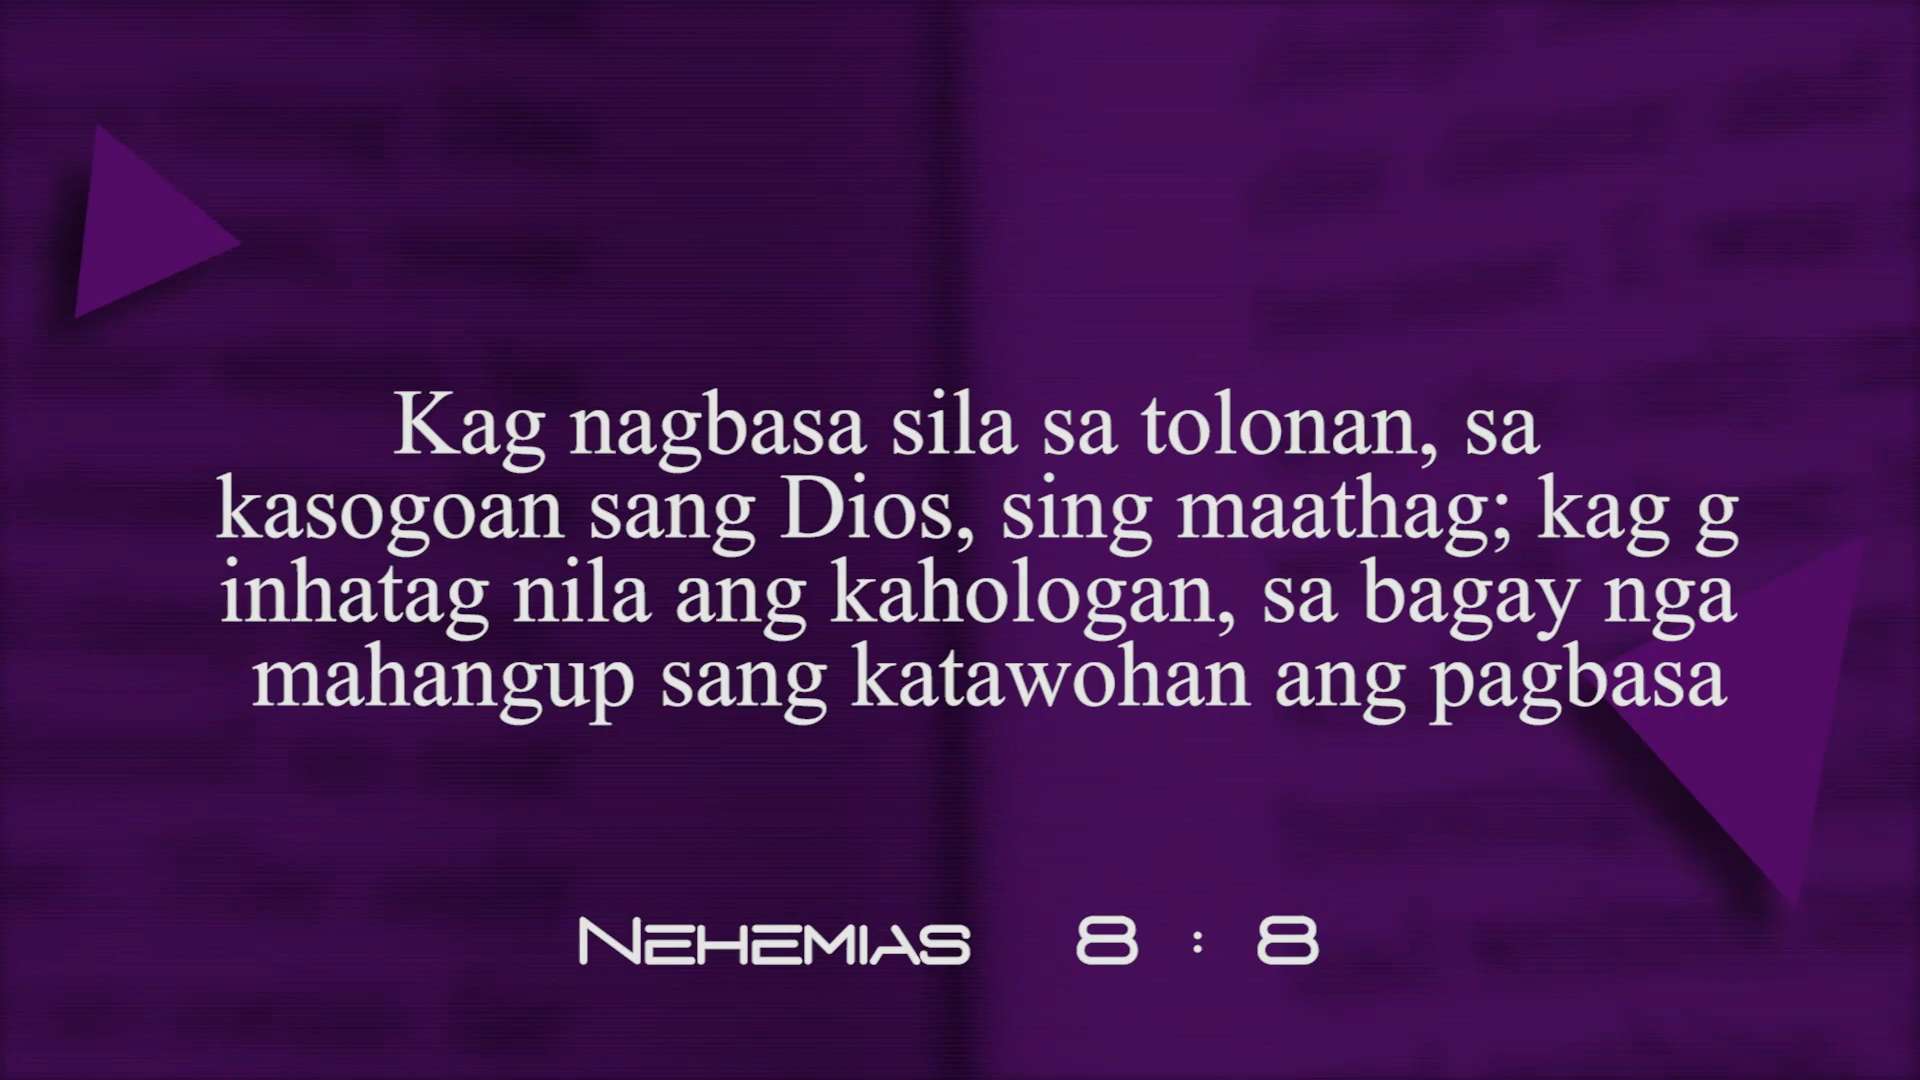 Kag nagbasa sila sa tolonan, sa
kasogoan sang Dios, sing maathag; kag g
inhatag nila ang kahologan, sa bagay nga
mahangup sang katawohan ang pagbasa
Nehemias 8 : 8